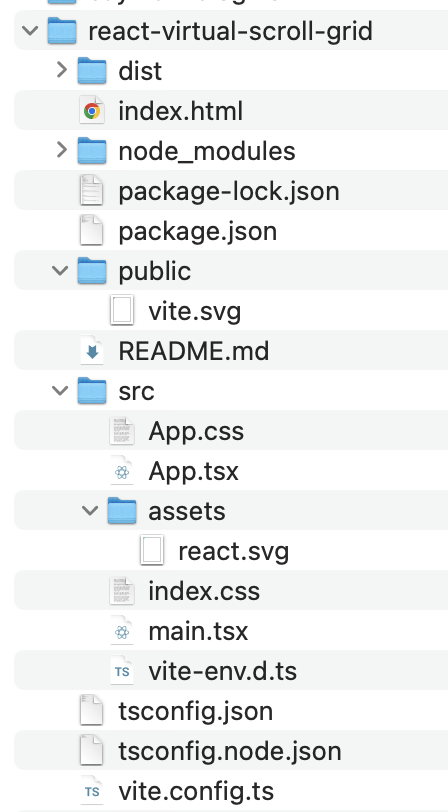 react-virtual-scroll-grid
dist
index.html
node_modules
package-lock.json
package.json
public
vite.svg
README.md
src
App.css
App.tsx
assets
react.svg
index.css
main.tsx
TS vite-env.d.ts
tsconfig.json
tsconfig.node.json
TS vite.config.ts